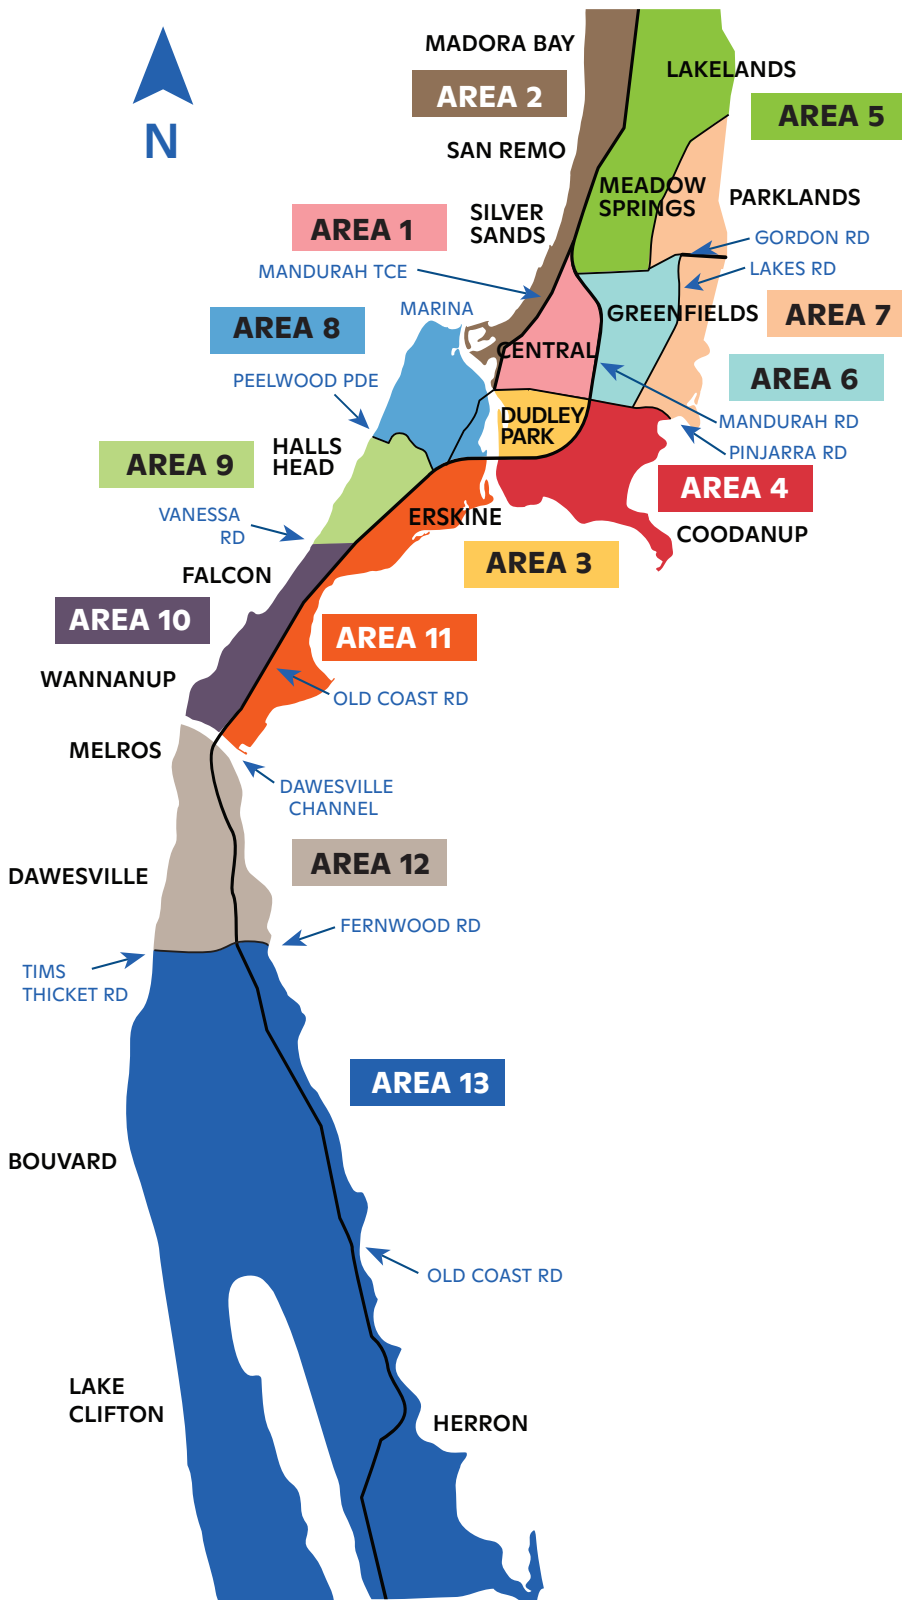 N
MADORA BAY
LAKELANDS
AREA 2
AREA 5
SAN REMO
MEADOW
SPRINGS
PARKLANDS
SILVER
SANDS
AREA 1
GORDON RD
MANDURAH TCE
LAKES RD
MARINA
GREENFIELDS
AREA 7
AREA 8
CENTRAL
PEELWOOD PDE
AREA 6
DUDLEY
PARK
MANDURAH RD
HALLS
HEAD
PINJARRA RD
AREA 9
AREA 4
VANESSA
RD
ERSKINE
COODANUP
AREA 3
FALCON
AREA 10
AREA 11
WANNANUP
OLD COAST RD
MELROS
DAWESVILLE
CHANNEL
AREA 12
DAWESVILLE
FERNWOOD RD
TIMS
THICKET RD
AREA 13
BOUVARD
OLD COAST RD
LAKE
CLIFTON
HERRON